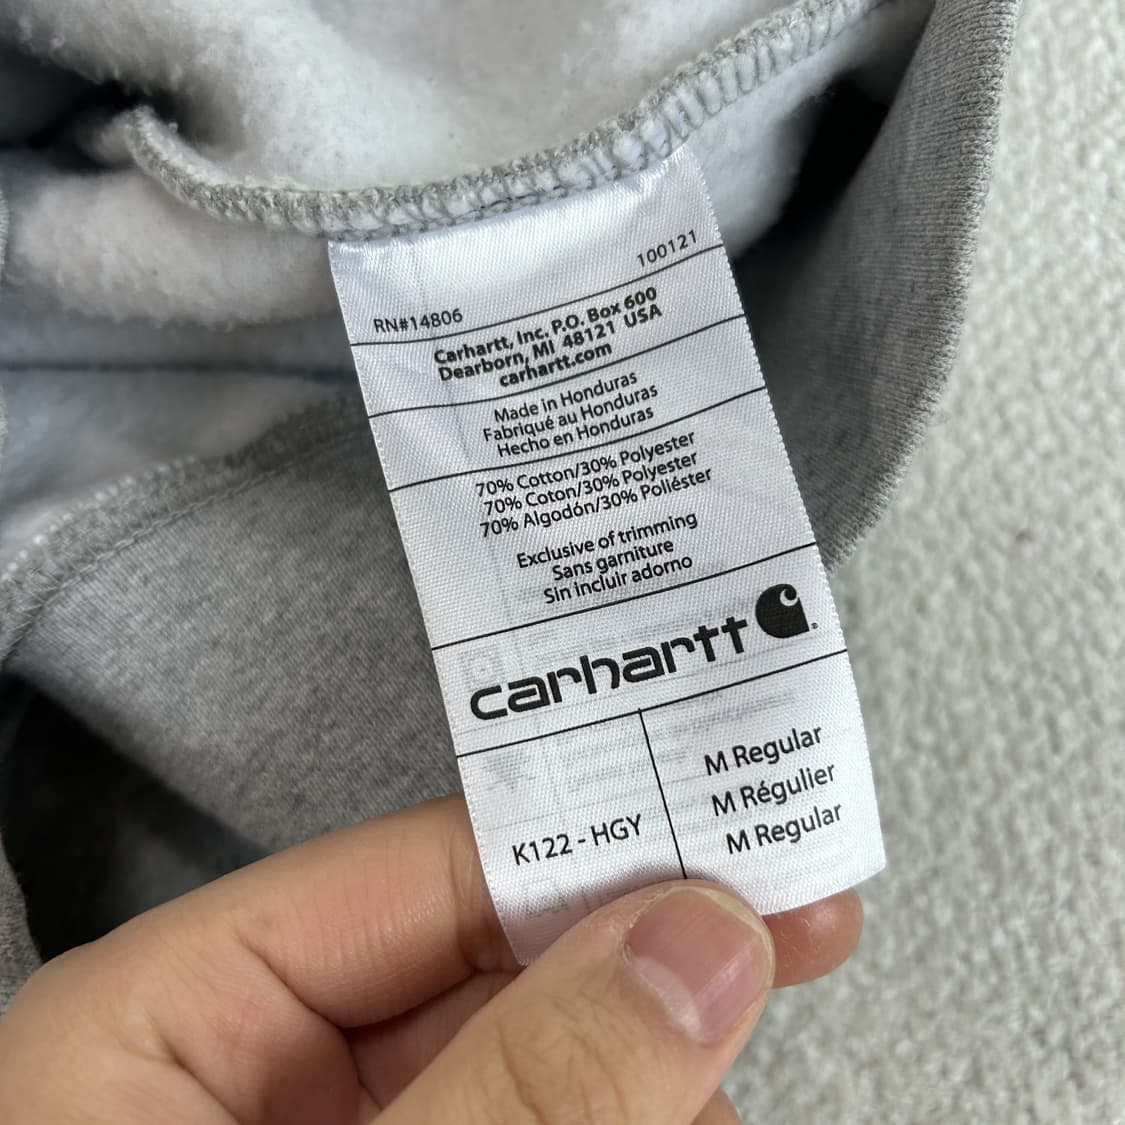 100121
RN#14806
Carhartt, Inc. P.O. Box 600
Dearborn, MI 48121 USA
carhartt.com
Made in Honduras
Fabriqué au Honduras
Hecho en Honduras
70% Cotton/30% Polyester
70% Coton/30% Polyester
70% Algodón/30% Poliéster
Exclusive of trimming
Sans garniture
Sin incluir adorno
carhartt
K122 - HGY
M Regular
M Régulier
M Regular